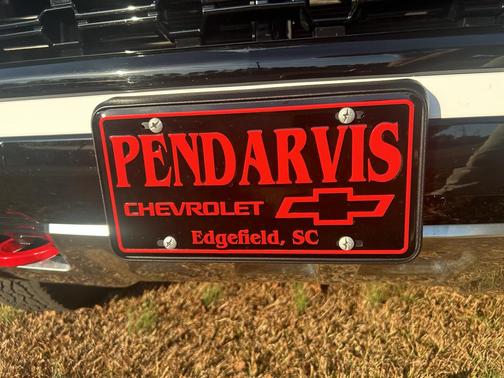 PENDARVIS
CHEVROLET
Edgefield, SC